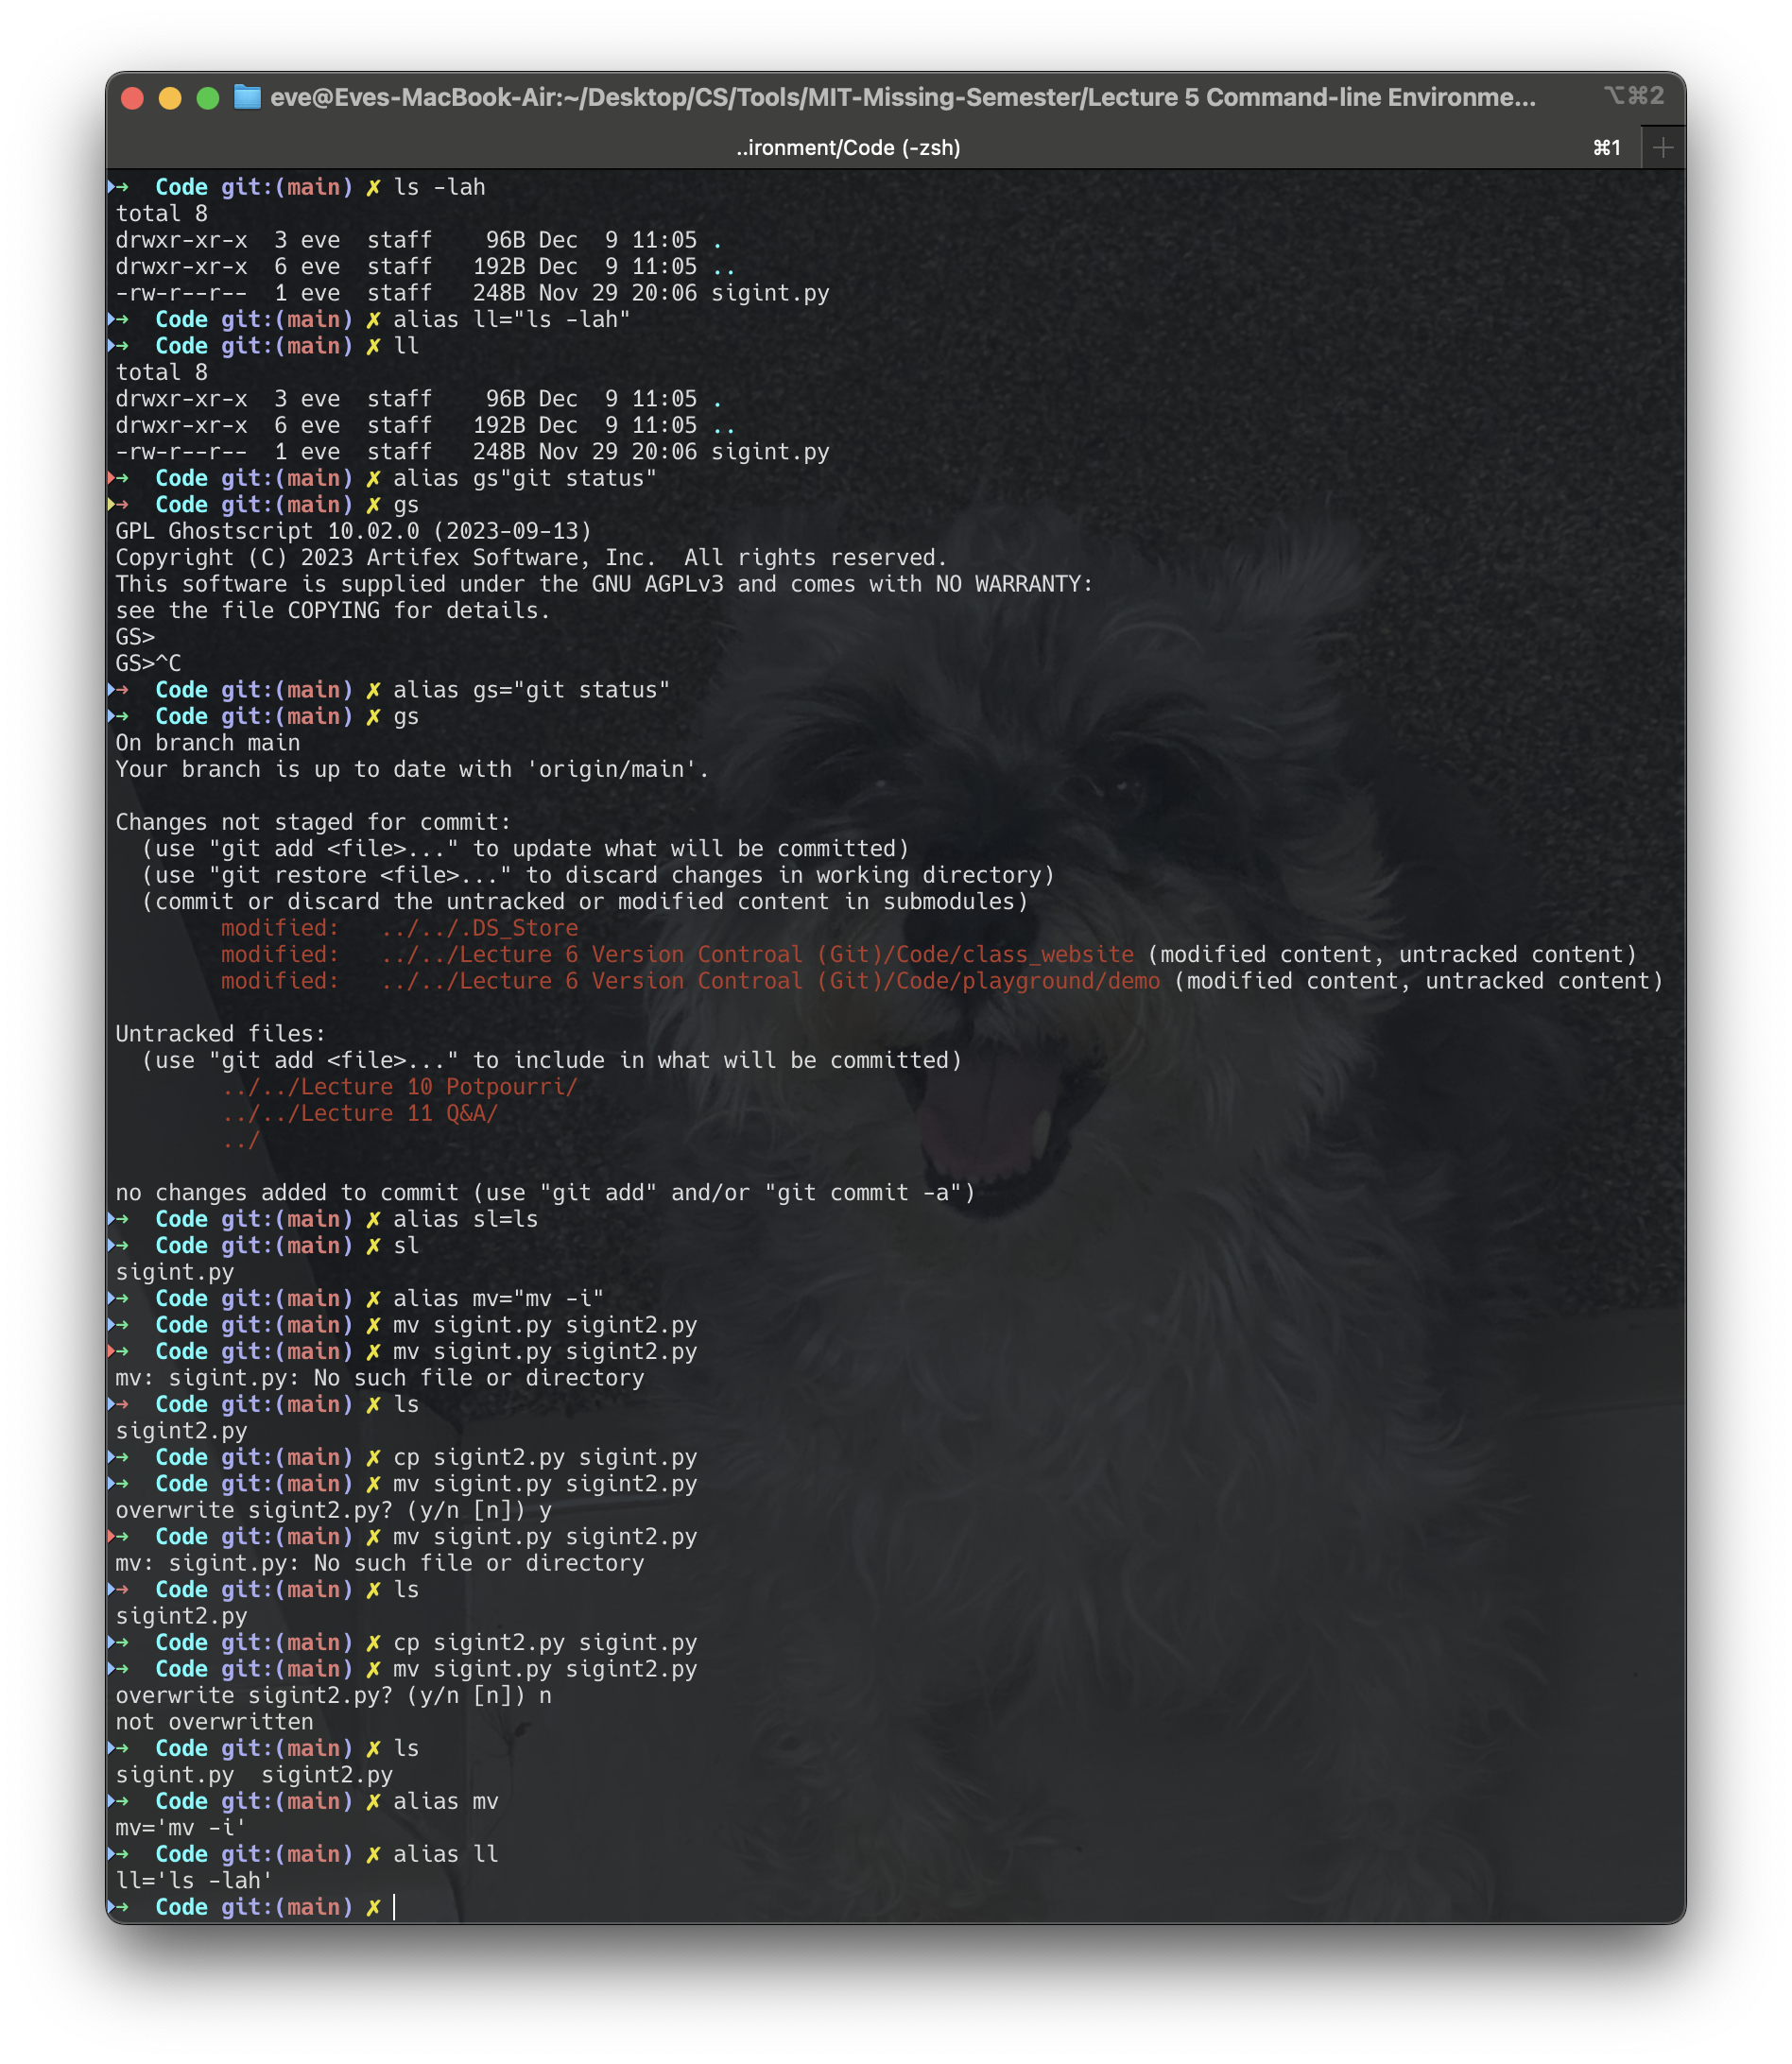 eve@Eves-MacBook-Air:~/Desktop/CS/Tools/MIT-Missing-Semester/Lecture 5 Command-line Environme... ⌥⌘2
..ironment/Code (-zsh) ⌘1
➜  Code git:(main) ✗ ls -lah
total 8
drwxr-xr-x  3 eve  staff    96B Dec  9 11:05 .
drwxr-xr-x  6 eve  staff   192B Dec  9 11:05 ..
-rw-r--r--  1 eve  staff   248B Nov 29 20:06 sigint.py
➜  Code git:(main) ✗ alias ll="ls -lah"
➜  Code git:(main) ✗ ll
total 8
drwxr-xr-x  3 eve  staff    96B Dec  9 11:05 .
drwxr-xr-x  6 eve  staff   192B Dec  9 11:05 ..
-rw-r--r--  1 eve  staff   248B Nov 29 20:06 sigint.py
➜  Code git:(main) ✗ alias gs"git status"
➜  Code git:(main) ✗ gs
GPL Ghostscript 10.02.0 (2023-09-13)
Copyright (C) 2023 Artifex Software, Inc.  All rights reserved.
This software is supplied under the GNU AGPLv3 and comes with NO WARRANTY:
see the file COPYING for details.
GS>
GS>^C
➜  Code git:(main) ✗ alias gs="git status"
➜  Code git:(main) ✗ gs
On branch main
Your branch is up to date with 'origin/main'.

Changes not staged for commit:
  (use "git add <file>..." to update what will be committed)
  (use "git restore <file>..." to discard changes in working directory)
  (commit or discard the untracked or modified content in submodules)
        modified:   ../../.DS_Store
        modified:   ../../Lecture 6 Version Controal (Git)/Code/class_website (modified content, untracked content)
        modified:   ../../Lecture 6 Version Controal (Git)/Code/playground/demo (modified content, untracked content)

Untracked files:
  (use "git add <file>..." to include in what will be committed)
        ../../Lecture 10 Potpourri/
        ../../Lecture 11 Q&A/
        ../

no changes added to commit (use "git add" and/or "git commit -a")
➜  Code git:(main) ✗ alias sl=ls
➜  Code git:(main) ✗ sl
sigint.py
➜  Code git:(main) ✗ alias mv="mv -i"
➜  Code git:(main) ✗ mv sigint.py sigint2.py
➜  Code git:(main) ✗ mv sigint.py sigint2.py
mv: sigint.py: No such file or directory
➜  Code git:(main) ✗ ls
sigint2.py
➜  Code git:(main) ✗ cp sigint2.py sigint.py
➜  Code git:(main) ✗ mv sigint.py sigint2.py
overwrite sigint2.py? (y/n [n]) y
➜  Code git:(main) ✗ mv sigint.py sigint2.py
mv: sigint.py: No such file or directory
➜  Code git:(main) ✗ ls
sigint2.py
➜  Code git:(main) ✗ cp sigint2.py sigint.py
➜  Code git:(main) ✗ mv sigint.py sigint2.py
overwrite sigint2.py? (y/n [n]) n
not overwritten
➜  Code git:(main) ✗ ls
sigint.py  sigint2.py
➜  Code git:(main) ✗ alias mv
mv='mv -i'
➜  Code git:(main) ✗ alias ll
ll='ls -lah'
➜  Code git:(main) ✗